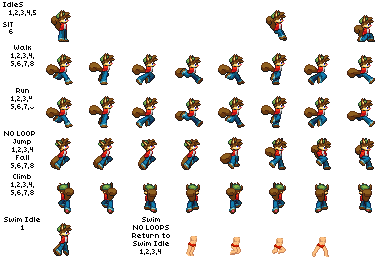 IdleS
1,2,3,4,5
SIT
6
Walk
1,2,3,4,
5,6,7,8
Run
1,2,3,4
5,6,7,8
NO LOOP
Jump
1,2,3,4
Fall
5,6,7,8
Climb
1,2,3,4,
5,6,7,8
Swim Idle
1
Swim
NO LOOPS
Return to
Swim Idle
1,2,3,4